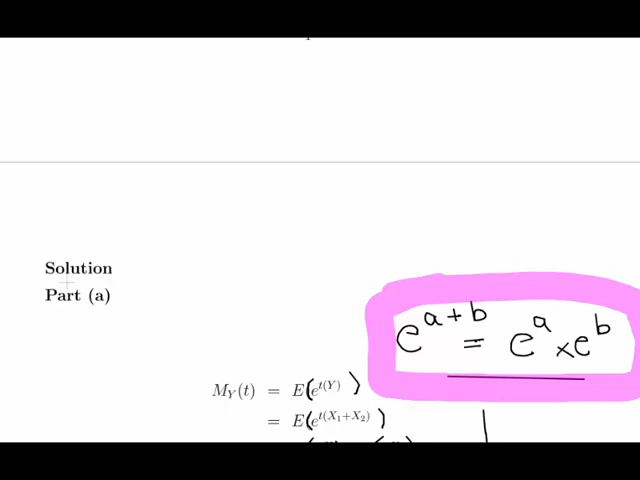 Solution
Part (a)
e^{a+b} = e^a × e^b
M_Y(t) = E(e^{t(Y)})
= E(e^{t(X_1+X_2)})